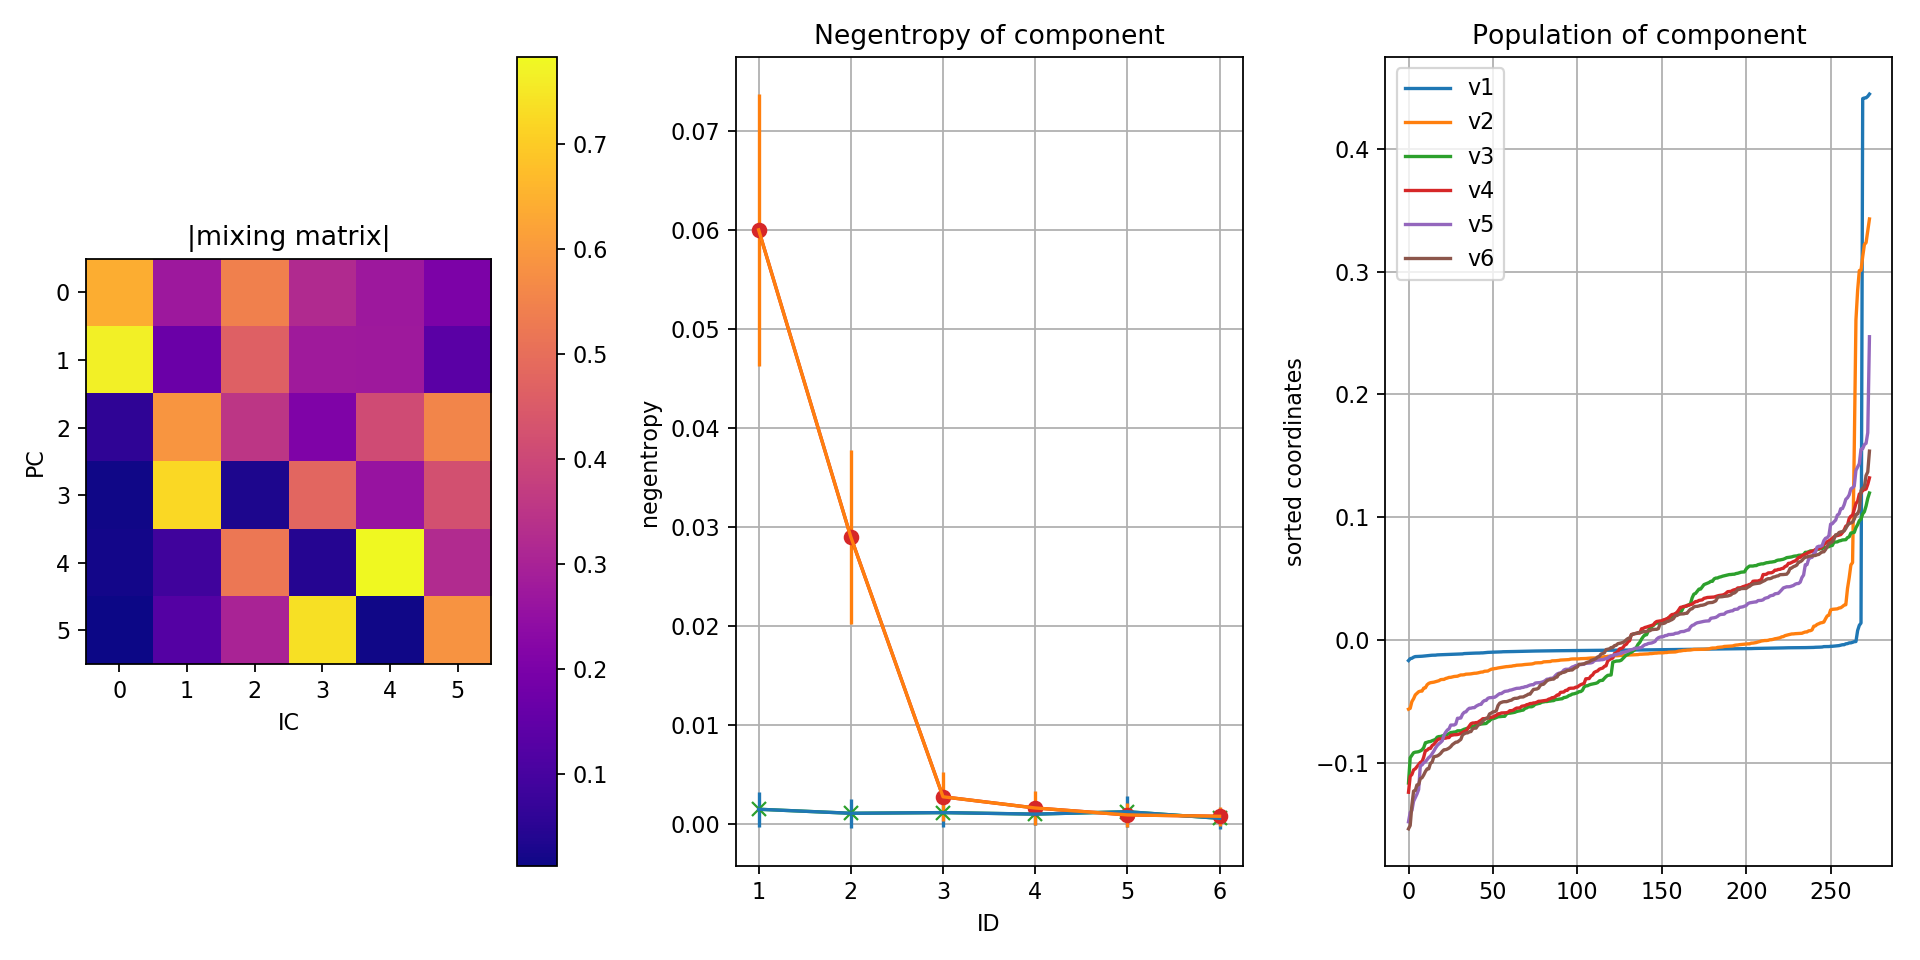 |mixing matrix|
PC
0
1
2
3
4
5
0 1 2 3 4 5
IC
0.7
0.6
0.5
0.4
0.3
0.2
0.1
Negentropy of component
negentropy
0.07
0.06
0.05
0.04
0.03
0.02
0.01
0.00
1 2 3 4 5 6
ID
Population of component
sorted coordinates
0.4
0.3
0.2
0.1
0.0
−0.1
0 50 100 150 200 250
v1
v2
v3
v4
v5
v6